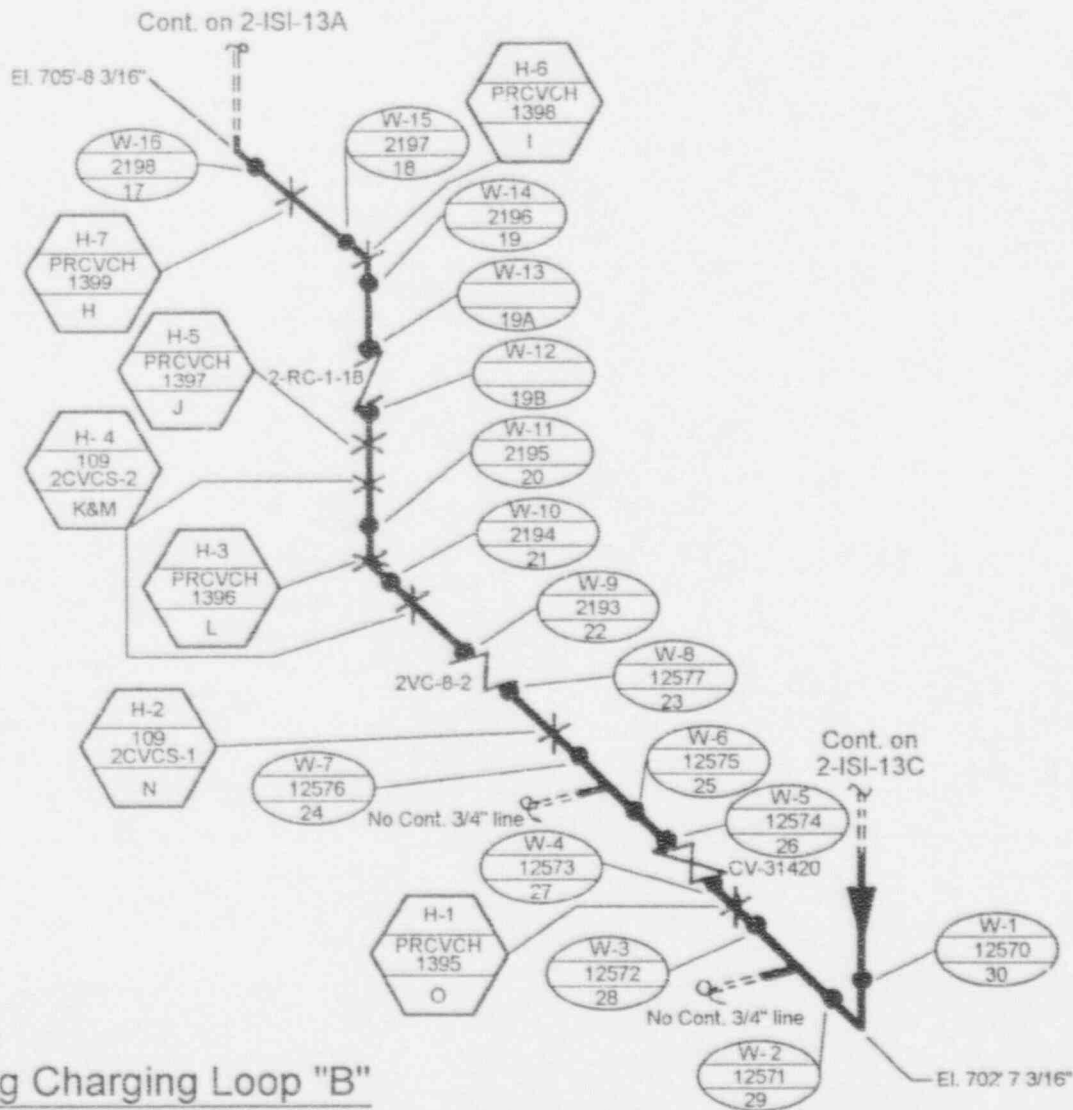 Cont. on 2-ISI-13A
El. 705'-8 3/16"
H-6
PRCVCH
1398
I
W-15
2197
18
W-16
2198
17
W-14
2196
19
H-7
PRCVCH
1399
H
W-13
19A
H-5
PRCVCH
1397
J
2-RC-1-18
W-12
19B
H- 4
109
2CVCS-2
K&M
W-11
2195
20
W-10
2194
21
H-3
PRCVCH
1396
L
W-9
2193
22
2VC-8-2
W-8
12577
23
H-2
109
2CVCS-1
N
W-7
12576
24
W-6
12575
25
Cont. on
2-ISI-13C
No Cont. 3/4" line
W-5
12574
26
W-4
12573
27
CV-31420
H-1
PRCVCH
1395
O
W-3
12572
28
W-1
12570
30
No Cont. 3/4" line
W- 2
12571
29
El. 702' 7 3/16"
g Charging Loop "B"